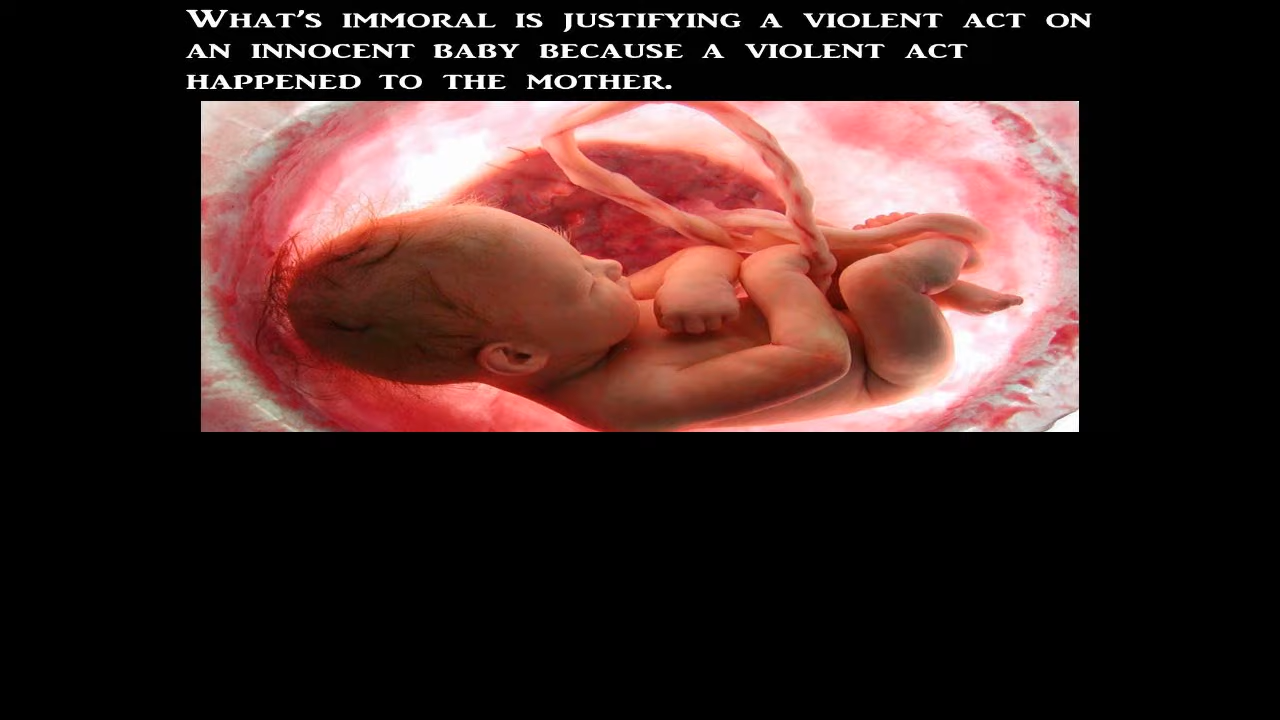 What's immoral is justifying a violent act on
an innocent baby because a violent act
happened to the mother.